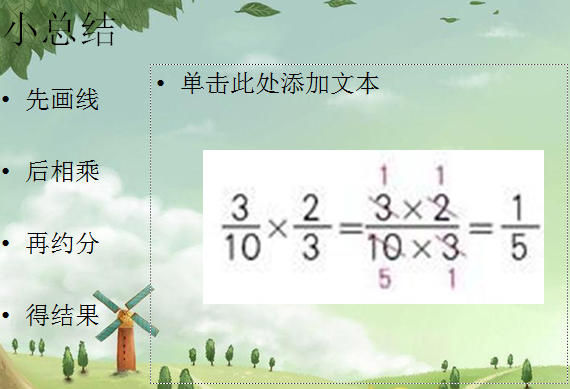 小总结
• 先画线
• 后相乘
• 再约分
• 得结果
• 单击此处添加文本
1 1
3/10 × 2/3 = 3×2/10×3 = 1/5
5 1